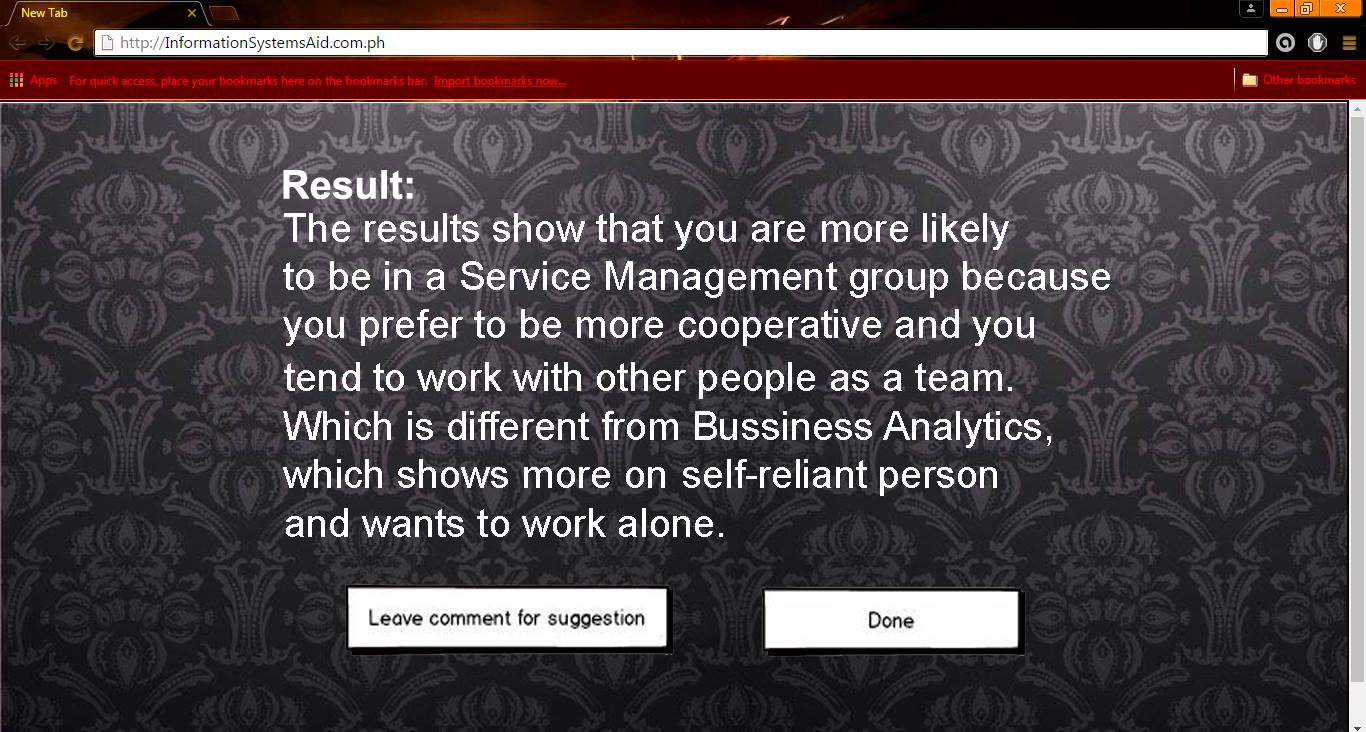 New Tab
http://InformationSystemsAid.com.ph
Apps For quick access, place your bookmarks here on the bookmarks bar. Import bookmarks now... Other bookmarks
Result:
The results show that you are more likely
to be in a Service Management group because
you prefer to be more cooperative and you
tend to work with other people as a team.
Which is different from Bussiness Analytics,
which shows more on self-reliant person
and wants to work alone.
Leave comment for suggestion
Done